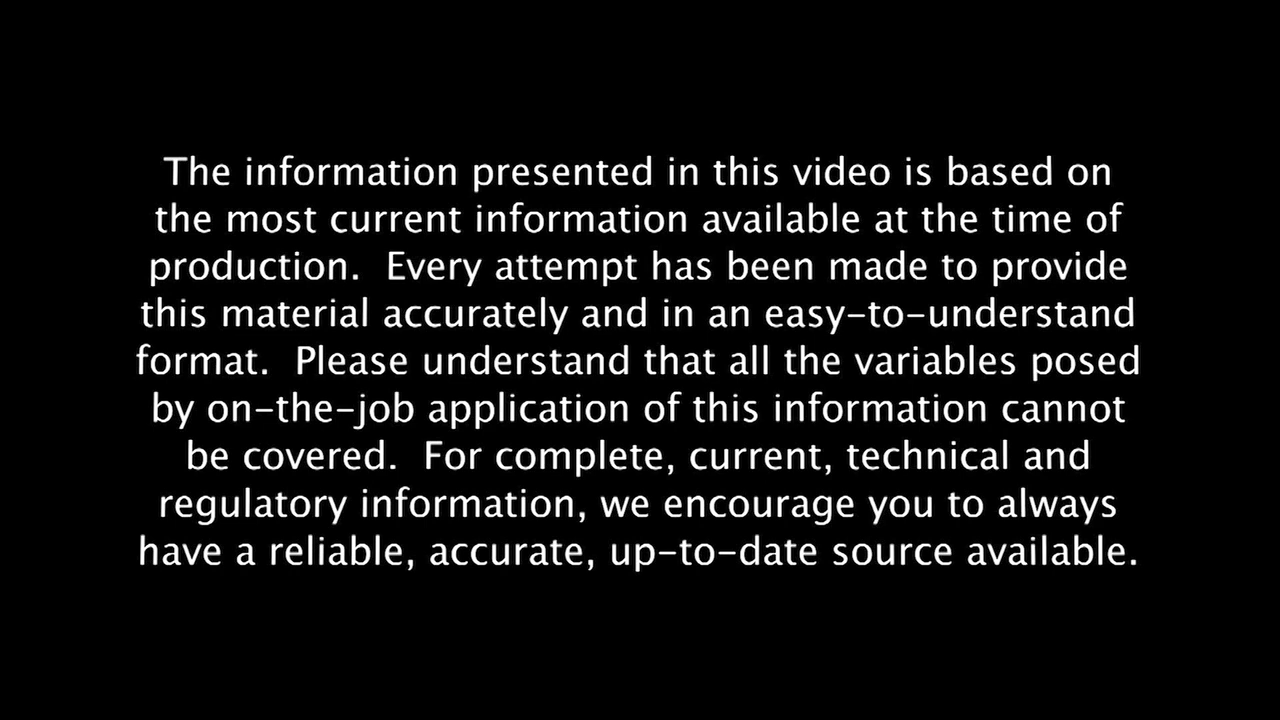 The information presented in this video is based on
the most current information available at the time of
production.  Every attempt has been made to provide
this material accurately and in an easy-to-understand
format.  Please understand that all the variables posed
by on-the-job application of this information cannot
be covered.  For complete, current, technical and
regulatory information, we encourage you to always
have a reliable, accurate, up-to-date source available.